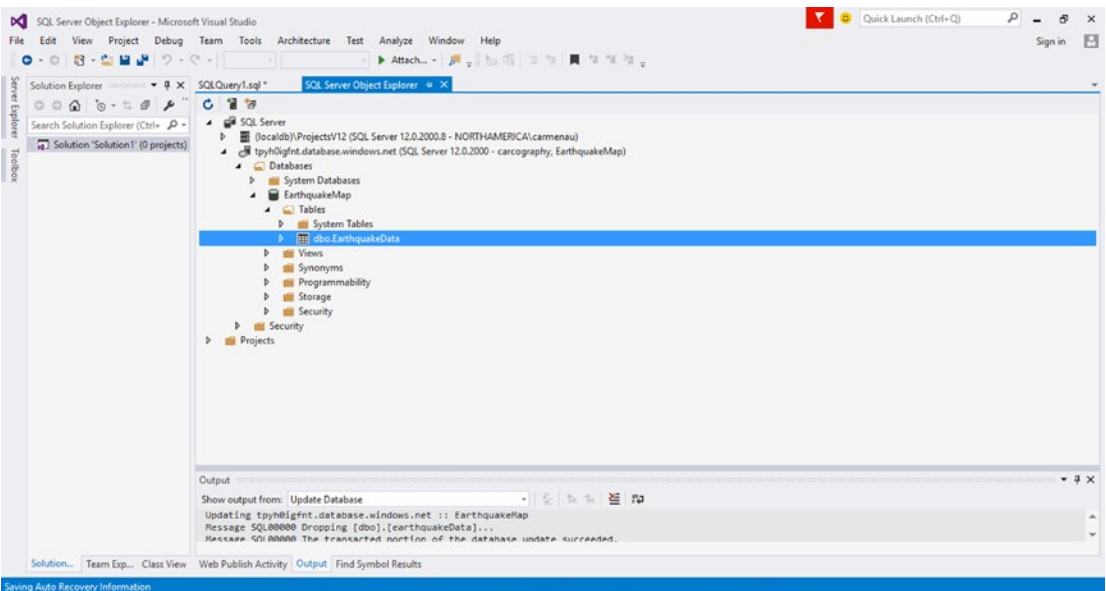 SQL Server Object Explorer - Microsoft Visual Studio
Quick Launch (Ctrl+Q)
File Edit View Project Debug Team Tools Architecture Test Analyze Window Help
Sign in
Attach...
Server Explorer
Toolbox
Solution Explorer
Search Solution Explorer (Ctrl+
Solution 'Solution1' (0 projects)
SQLQuery1.sql *
SQL Server Object Explorer
SQL Server
(localdb)\ProjectsV12 (SQL Server 12.0.2000.8 - NORTHAMERICA\carmenau)
tpyh0igfnt.database.windows.net (SQL Server 12.0.2000 - carcography, EarthquakeMap)
Databases
System Databases
EarthquakeMap
Tables
System Tables
dbo.EarthquakeData
Views
Synonyms
Programmability
Storage
Security
Security
Projects
Output
Show output from: Update Database
Updating tpyh0igfnt.database.windows.net :: EarthquakeMap
Message SQL00000 Dropping [dbo].[earthquakeData]...
Message SQL00000 The transacted portion of the database update succeeded.
Solution... Team Exp... Class View
Web Publish Activity Output Find Symbol Results
Saving Auto Recovery Information